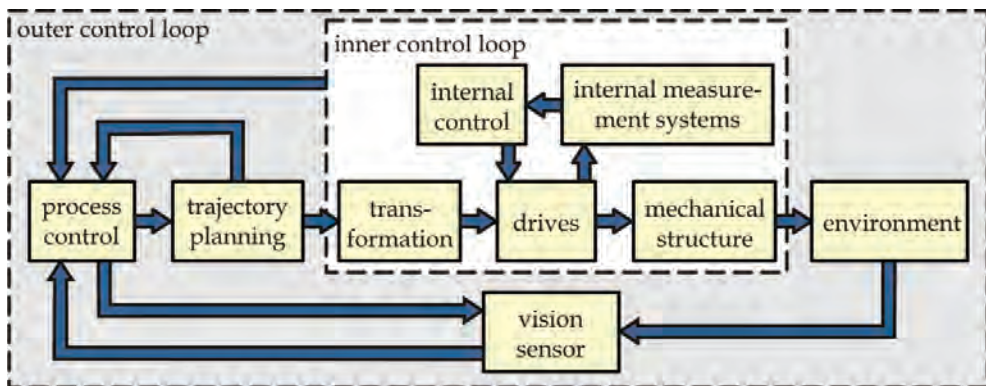 outer control loop
inner control loop
internal
control
internal measure-
ment systems
process
control
trajectory
planning
trans-
formation
drives
mechanical
structure
environment
vision
sensor